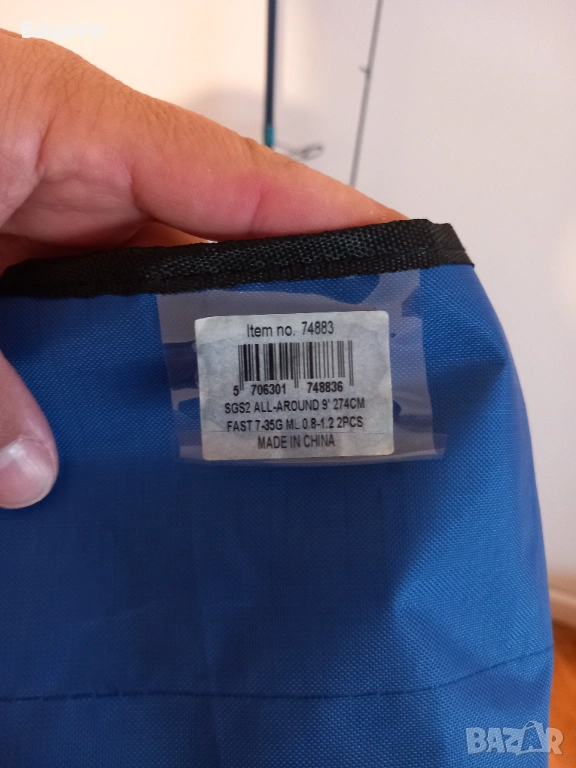 Item no. 74883
5 706301 748836
SGS2 ALL-AROUND 9' 274CM
FAST 7-35G ML 0.8-1.2 2PCS
MADE IN CHINA
BAZAR